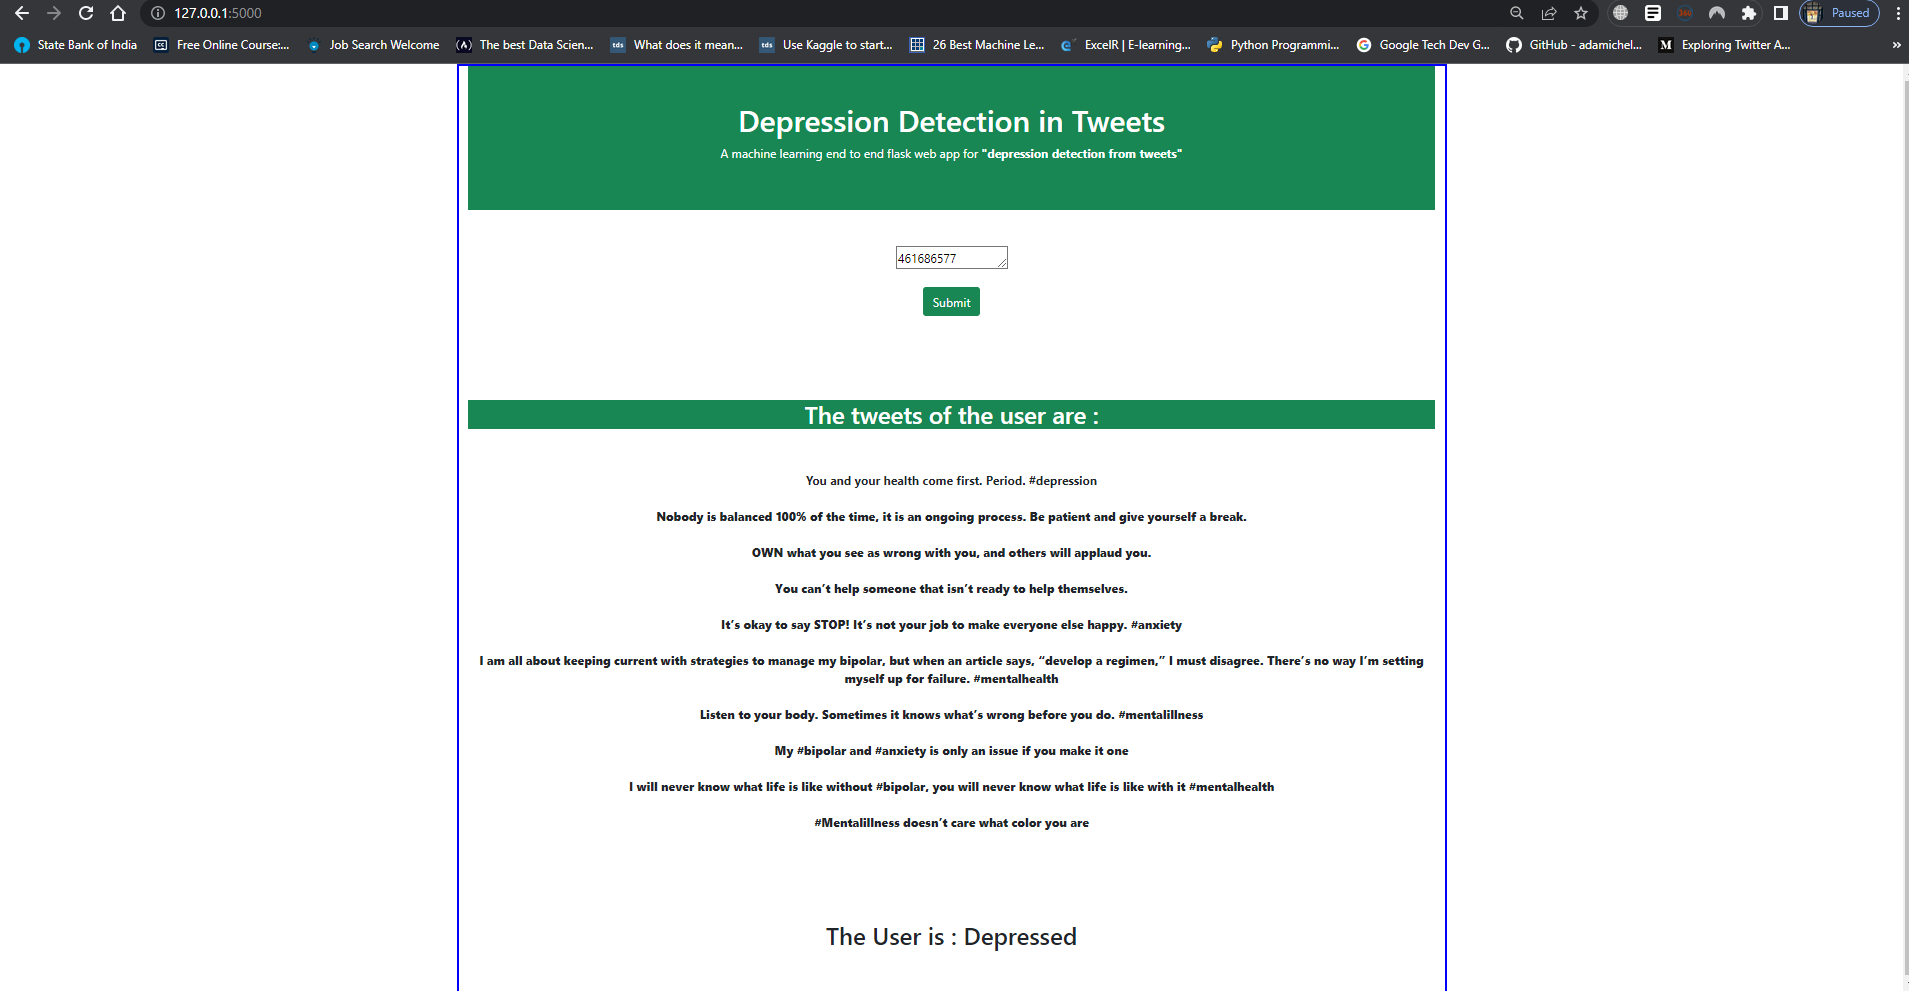 127.0.0.1:5000
Paused
State Bank of India
Free Online Course:...
Job Search Welcome
The best Data Scien...
tds
What does it mean...
tds
Use Kaggle to start...
26 Best Machine Le...
ExcelR | E-learning...
Python Programmi...
Google Tech Dev G...
GitHub - adamichel...
M
Exploring Twitter A...
»
Depression Detection in Tweets
A machine learning end to end flask web app for "depression detection from tweets"
461686577
Submit
The tweets of the user are :
You and your health come first. Period. #depression
Nobody is balanced 100% of the time, it is an ongoing process. Be patient and give yourself a break.
OWN what you see as wrong with you, and others will applaud you.
You can’t help someone that isn’t ready to help themselves.
It’s okay to say STOP! It’s not your job to make everyone else happy. #anxiety
I am all about keeping current with strategies to manage my bipolar, but when an article says, “develop a regimen,” I must disagree. There’s no way I’m setting
myself up for failure. #mentalhealth
Listen to your body. Sometimes it knows what’s wrong before you do. #mentalillness
My #bipolar and #anxiety is only an issue if you make it one
I will never know what life is like without #bipolar, you will never know what life is like with it #mentalhealth
#Mentalillness doesn’t care what color you are
The User is : Depressed